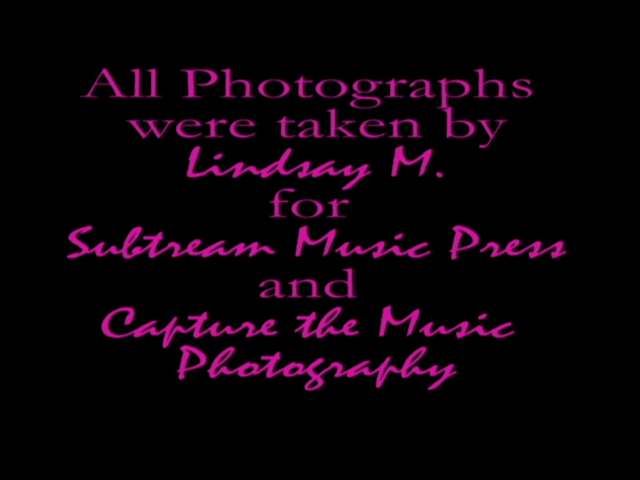 All Photographs
were taken by
Lindsay M.
for
Subtream Music Press
and
Capture the Music
Photography